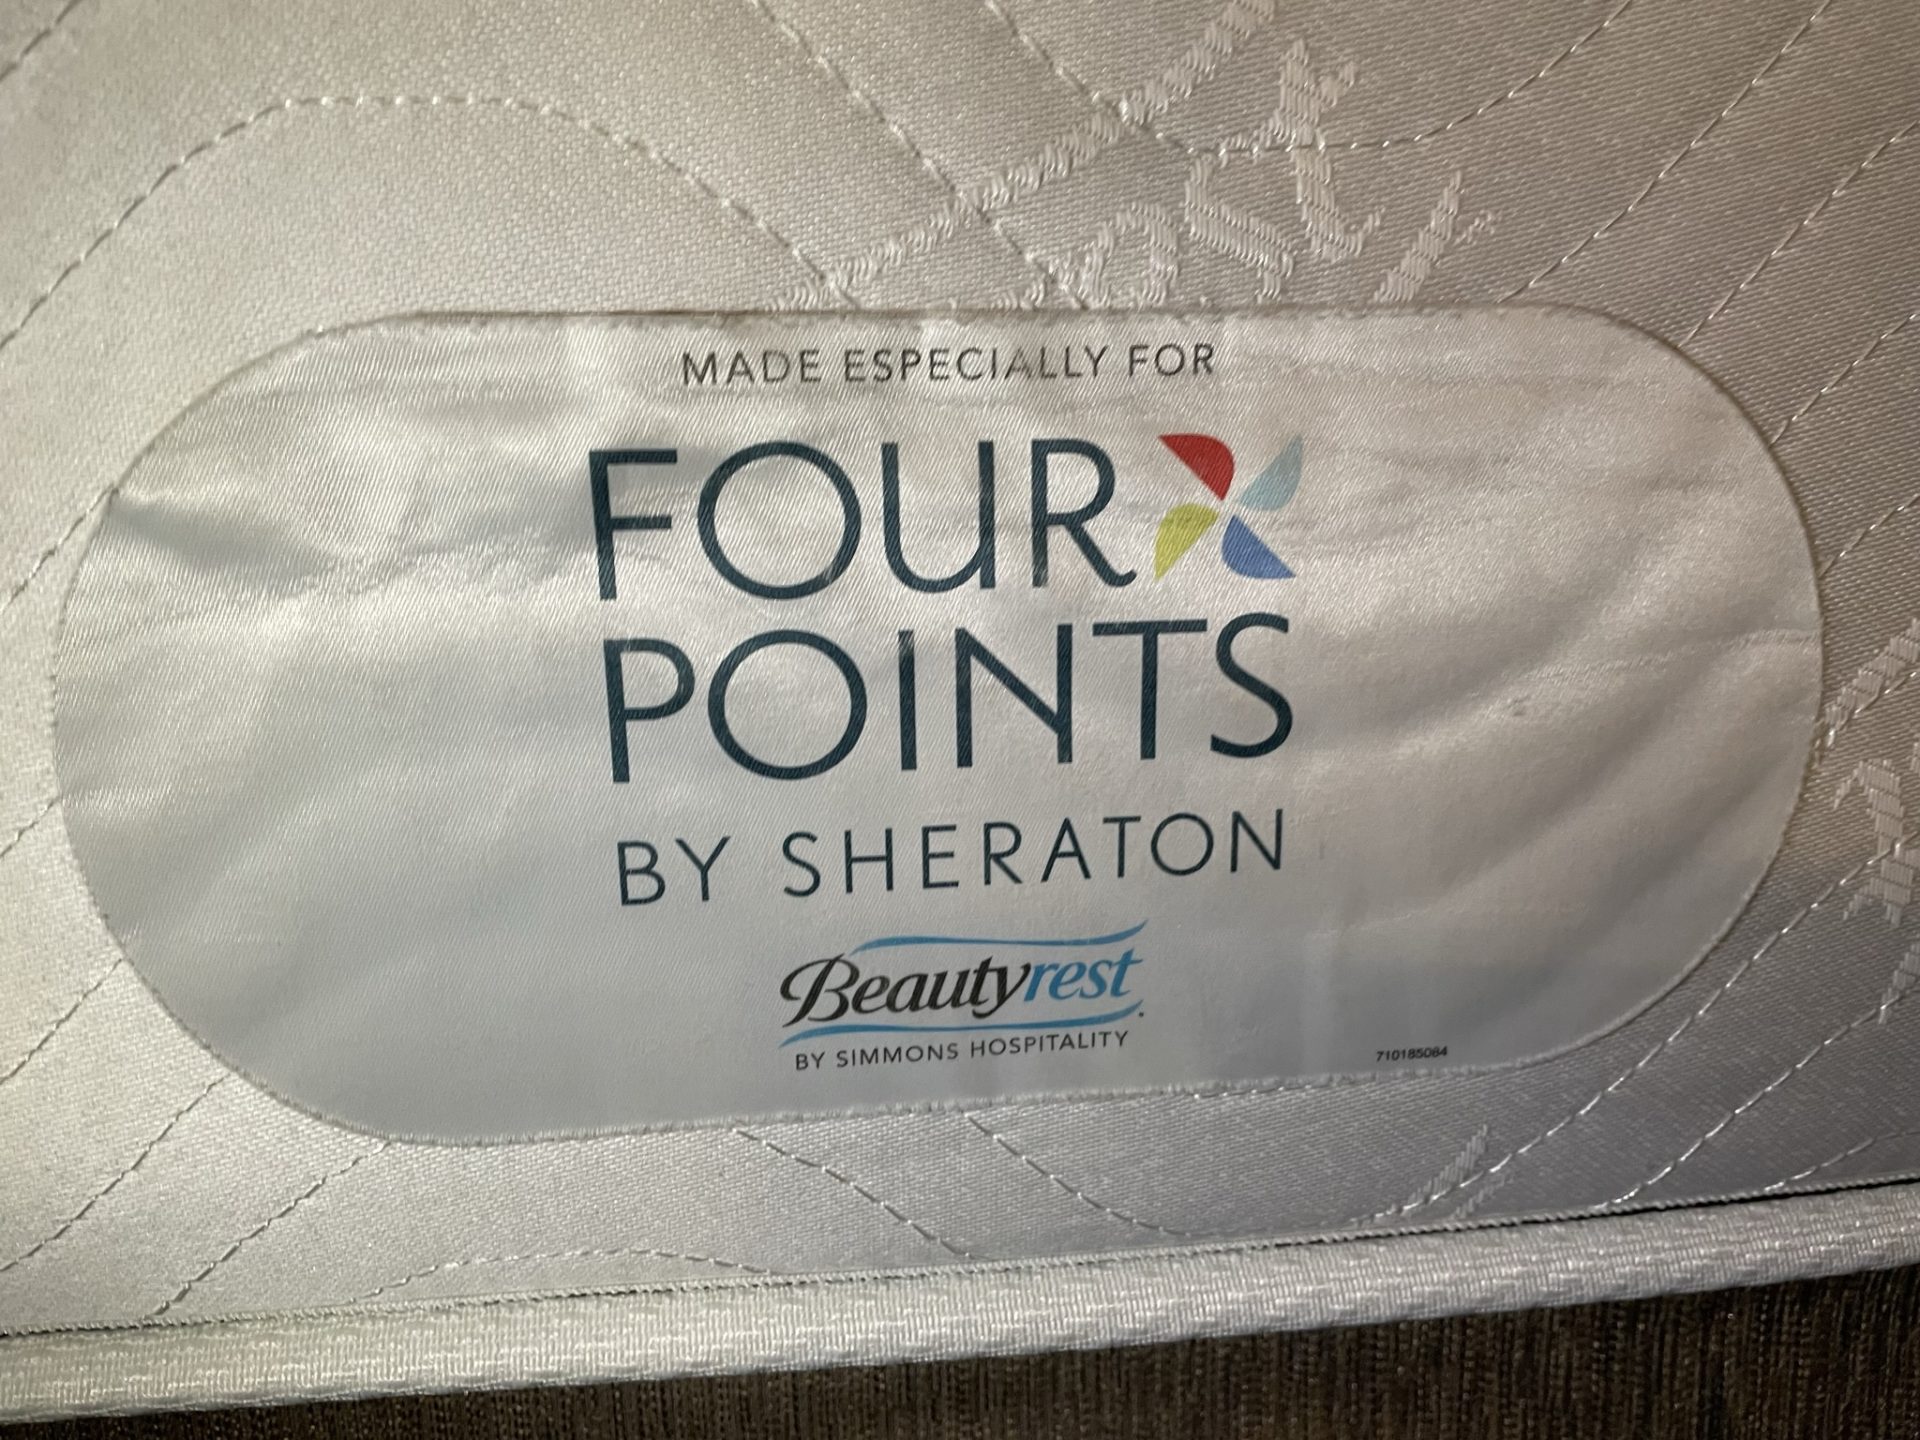 MADE ESPECIALLY FOR
FOUR
POINTS
BY SHERATON
Beautyrest
BY SIMMONS HOSPITALITY
710185084